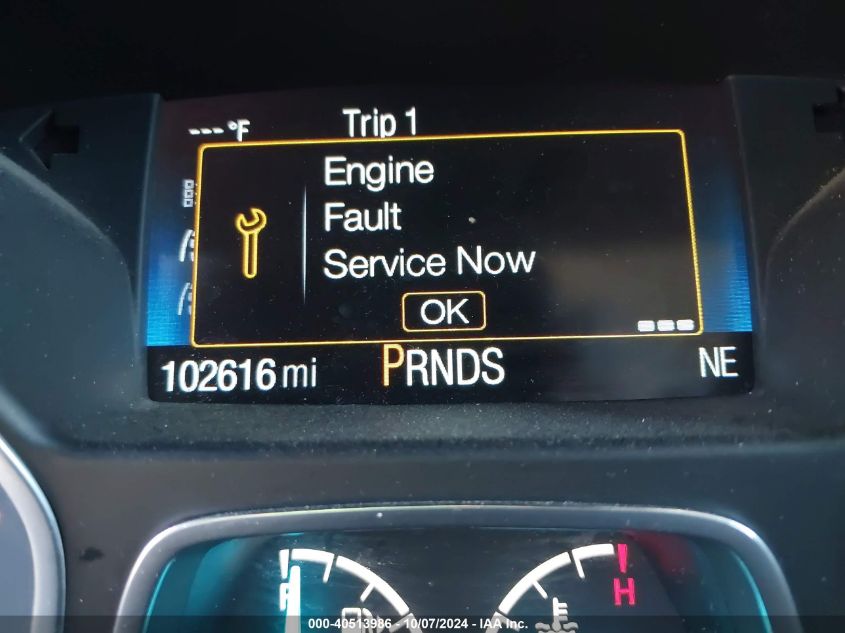 ---°F
Trip 1
Engine
Fault
Service Now
OK
102616 mi
PRNDS
NE
F
H
000-40513986 - 10/07/2024 - IAA Inc.